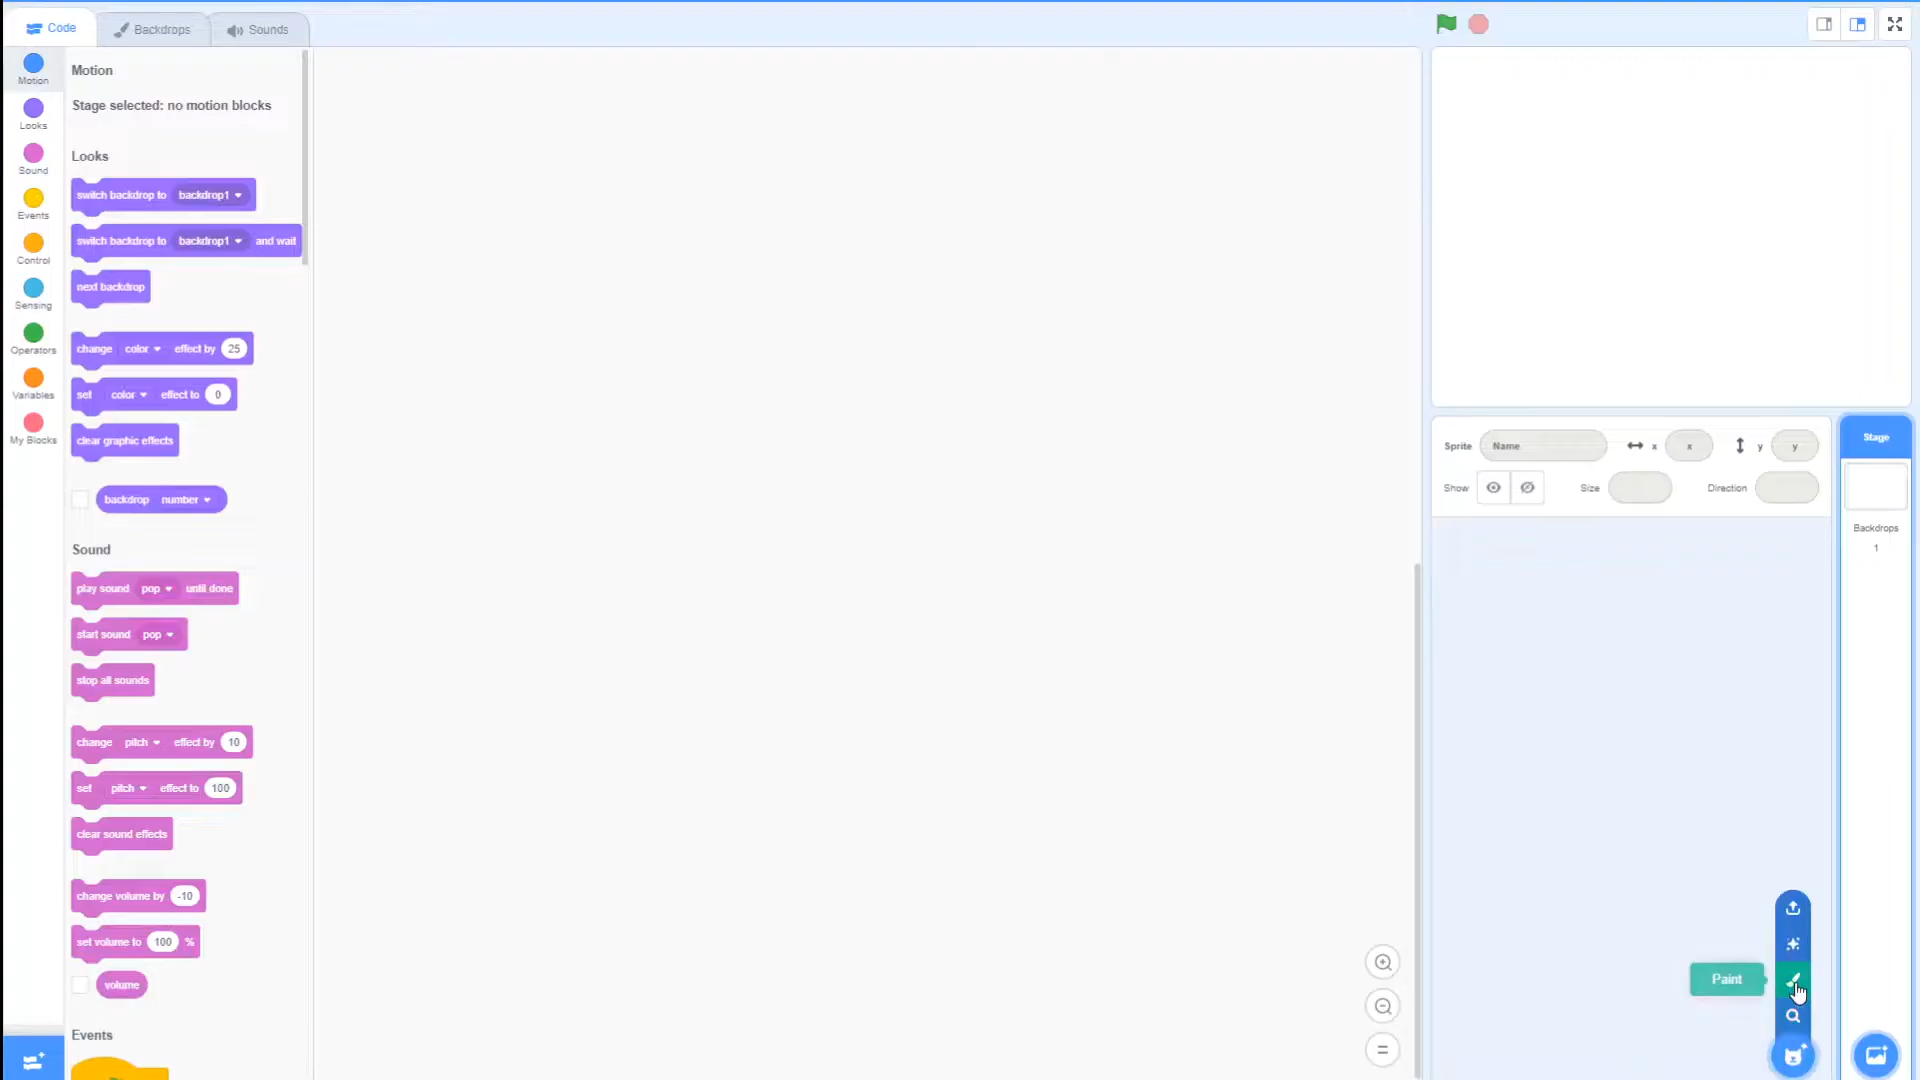 Code
Backdrops
Sounds
Motion
Looks
Sound
Events
Control
Sensing
Operators
Variables
My Blocks
Motion
Stage selected: no motion blocks
Looks
switch backdrop to backdrop1
switch backdrop to backdrop1 and wait
next backdrop
change color effect by 25
set color effect to 0
clear graphic effects
backdrop number
Sound
play sound pop until done
start sound pop
stop all sounds
change pitch effect by 10
set pitch effect to 100
clear sound effects
change volume by -10
set volume to 100 %
volume
Events
Sprite Name x x y y
Show Size Direction
Stage
Backdrops
1
Paint